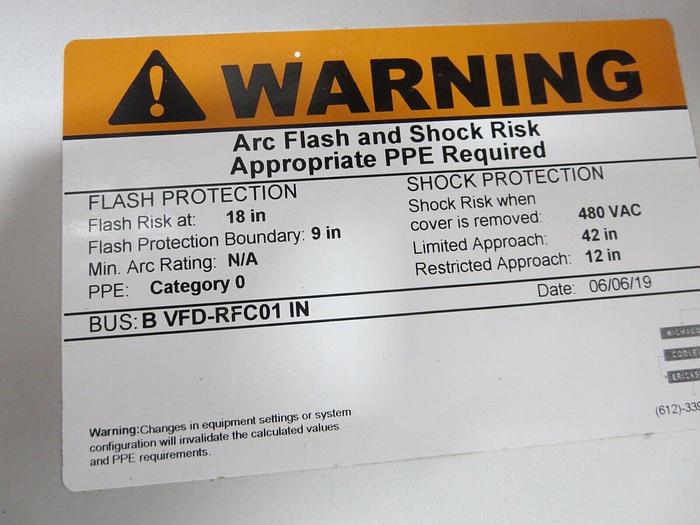 WARNING
Arc Flash and Shock Risk
Appropriate PPE Required
FLASH PROTECTION
Flash Risk at: 18 in
Flash Protection Boundary: 9 in
Min. Arc Rating: N/A
PPE: Category 0
SHOCK PROTECTION
Shock Risk when
cover is removed: 480 VAC
Limited Approach: 42 in
Restricted Approach: 12 in
BUS: B VFD-RFC01 IN
Date: 06/06/19
Warning:Changes in equipment settings or system
configuration will invalidate the calculated values
and PPE requirements.
(612)-339